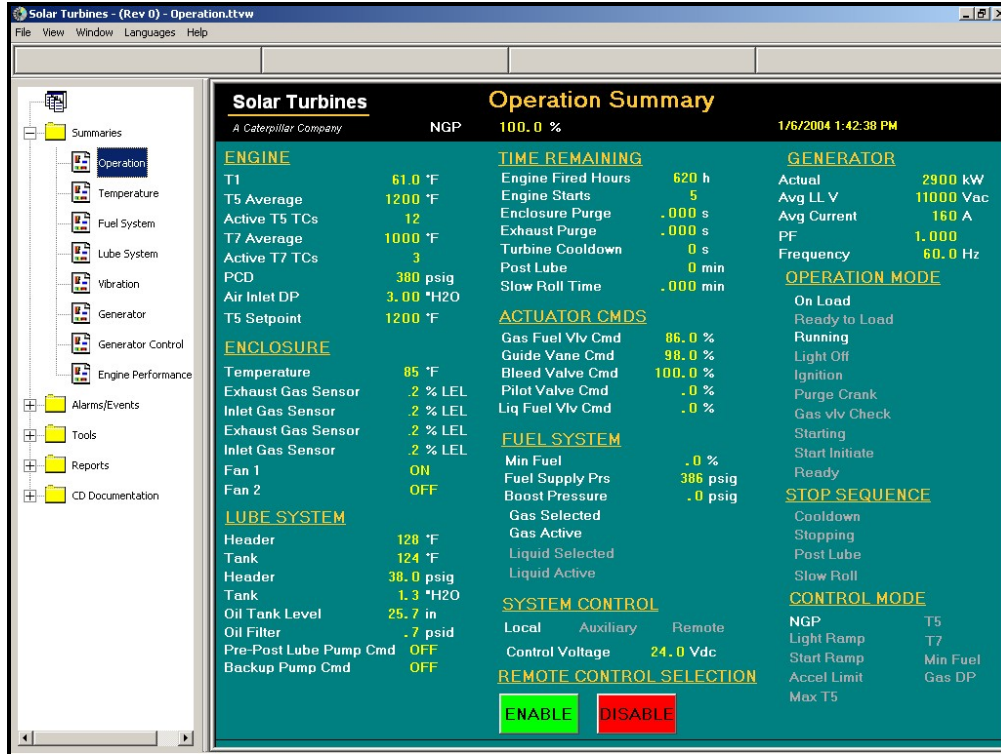 Solar Turbines - (Rev 0) - Operation.ttvw
File View Window Languages Help
Summaries
Operation
Temperature
Fuel System
Lube System
Vibration
Generator
Generator Control
Engine Performance
Alarms/Events
Tools
Reports
CD Documentation
Solar Turbines
A Caterpillar Company
Operation Summary
NGP 100.0 %
1/6/2004 1:42:38 PM
ENGINE
T1 61.0 °F
T5 Average 1200 °F
Active T5 TCs 12
T7 Average 1000 °F
Active T7 TCs 3
PCD 380 psig
Air Inlet DP 3.00 "H2O
T5 Setpoint 1200 °F
ENCLOSURE
Temperature 85 °F
Exhaust Gas Sensor .2 % LEL
Inlet Gas Sensor .2 % LEL
Exhaust Gas Sensor .2 % LEL
Inlet Gas Sensor .2 % LEL
Fan 1 ON
Fan 2 OFF
LUBE SYSTEM
Header 128 °F
Tank 124 °F
Header 38.0 psig
Tank 1.3 "H2O
Oil Tank Level 25.7 in
Oil Filter .7 psid
Pre-Post Lube Pump Cmd OFF
Backup Pump Cmd OFF
TIME REMAINING
Engine Fired Hours 620 h
Engine Starts 5
Enclosure Purge .000 s
Exhaust Purge .000 s
Turbine Cooldown 0 s
Post Lube 0 min
Slow Roll Time .000 min
ACTUATOR CMDS
Gas Fuel Vlv Cmd 86.0 %
Guide Vane Cmd 98.0 %
Bleed Valve Cmd 100.0 %
Pilot Valve Cmd .0 %
Liq Fuel Vlv Cmd .0 %
FUEL SYSTEM
Min Fuel .0 %
Fuel Supply Prs 386 psig
Boost Pressure .0 psig
Gas Selected
Gas Active
Liquid Selected
Liquid Active
SYSTEM CONTROL
Local Auxiliary Remote
Control Voltage 24.0 Vdc
REMOTE CONTROL SELECTION
ENABLE DISABLE
GENERATOR
Actual 2900 kW
Avg LL V 11000 Vac
Avg Current 160 A
PF 1.000
Frequency 60.0 Hz
OPERATION MODE
On Load
Ready to Load
Running
Light Off
Ignition
Purge Crank
Gas vlv Check
Starting
Start Initiate
Ready
STOP SEQUENCE
Cooldown
Stopping
Post Lube
Slow Roll
CONTROL MODE
NGP T5
Light Ramp T7
Start Ramp Min Fuel
Accel Limit Gas DP
Max T5